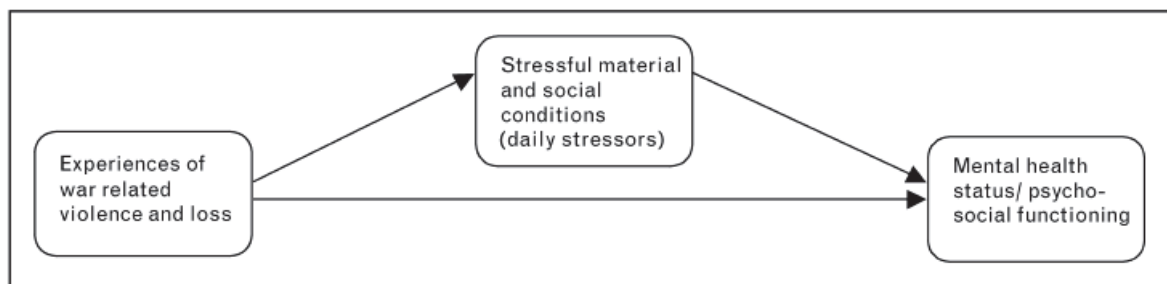 Stressful material
and social
conditions
(daily stressors)
Experiences of
war related
violence and loss
Mental health
status/ psycho-
social functioning